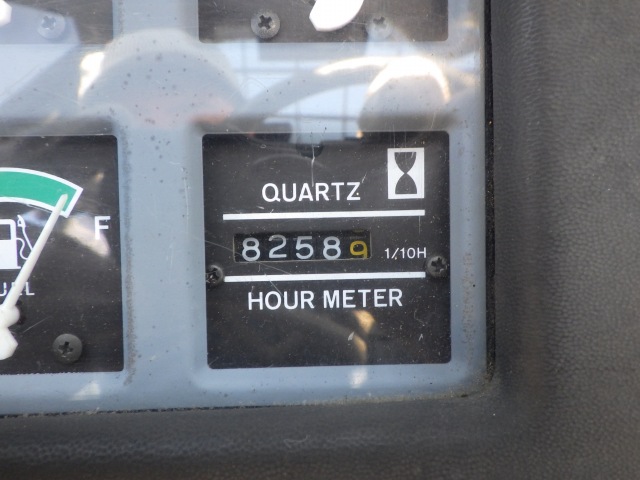 QUARTZ
F
82589 1/10H
HOUR METER